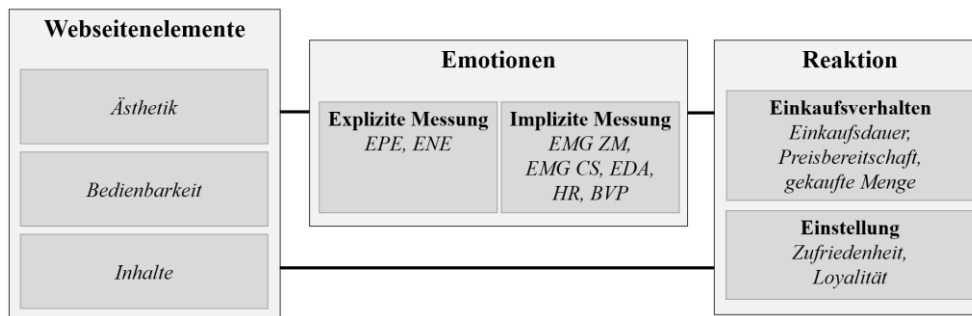 Webseitenelemente
Ästhetik
Bedienbarkeit
Inhalte
Emotionen
Explizite Messung
EPE, ENE
Implizite Messung
EMG ZM,
EMG CS, EDA,
HR, BVP
Reaktion
Einkaufsverhalten
Einkaufsdauer,
Preisbereitschaft,
gekaufte Menge
Einstellung
Zufriedenheit,
Loyalität